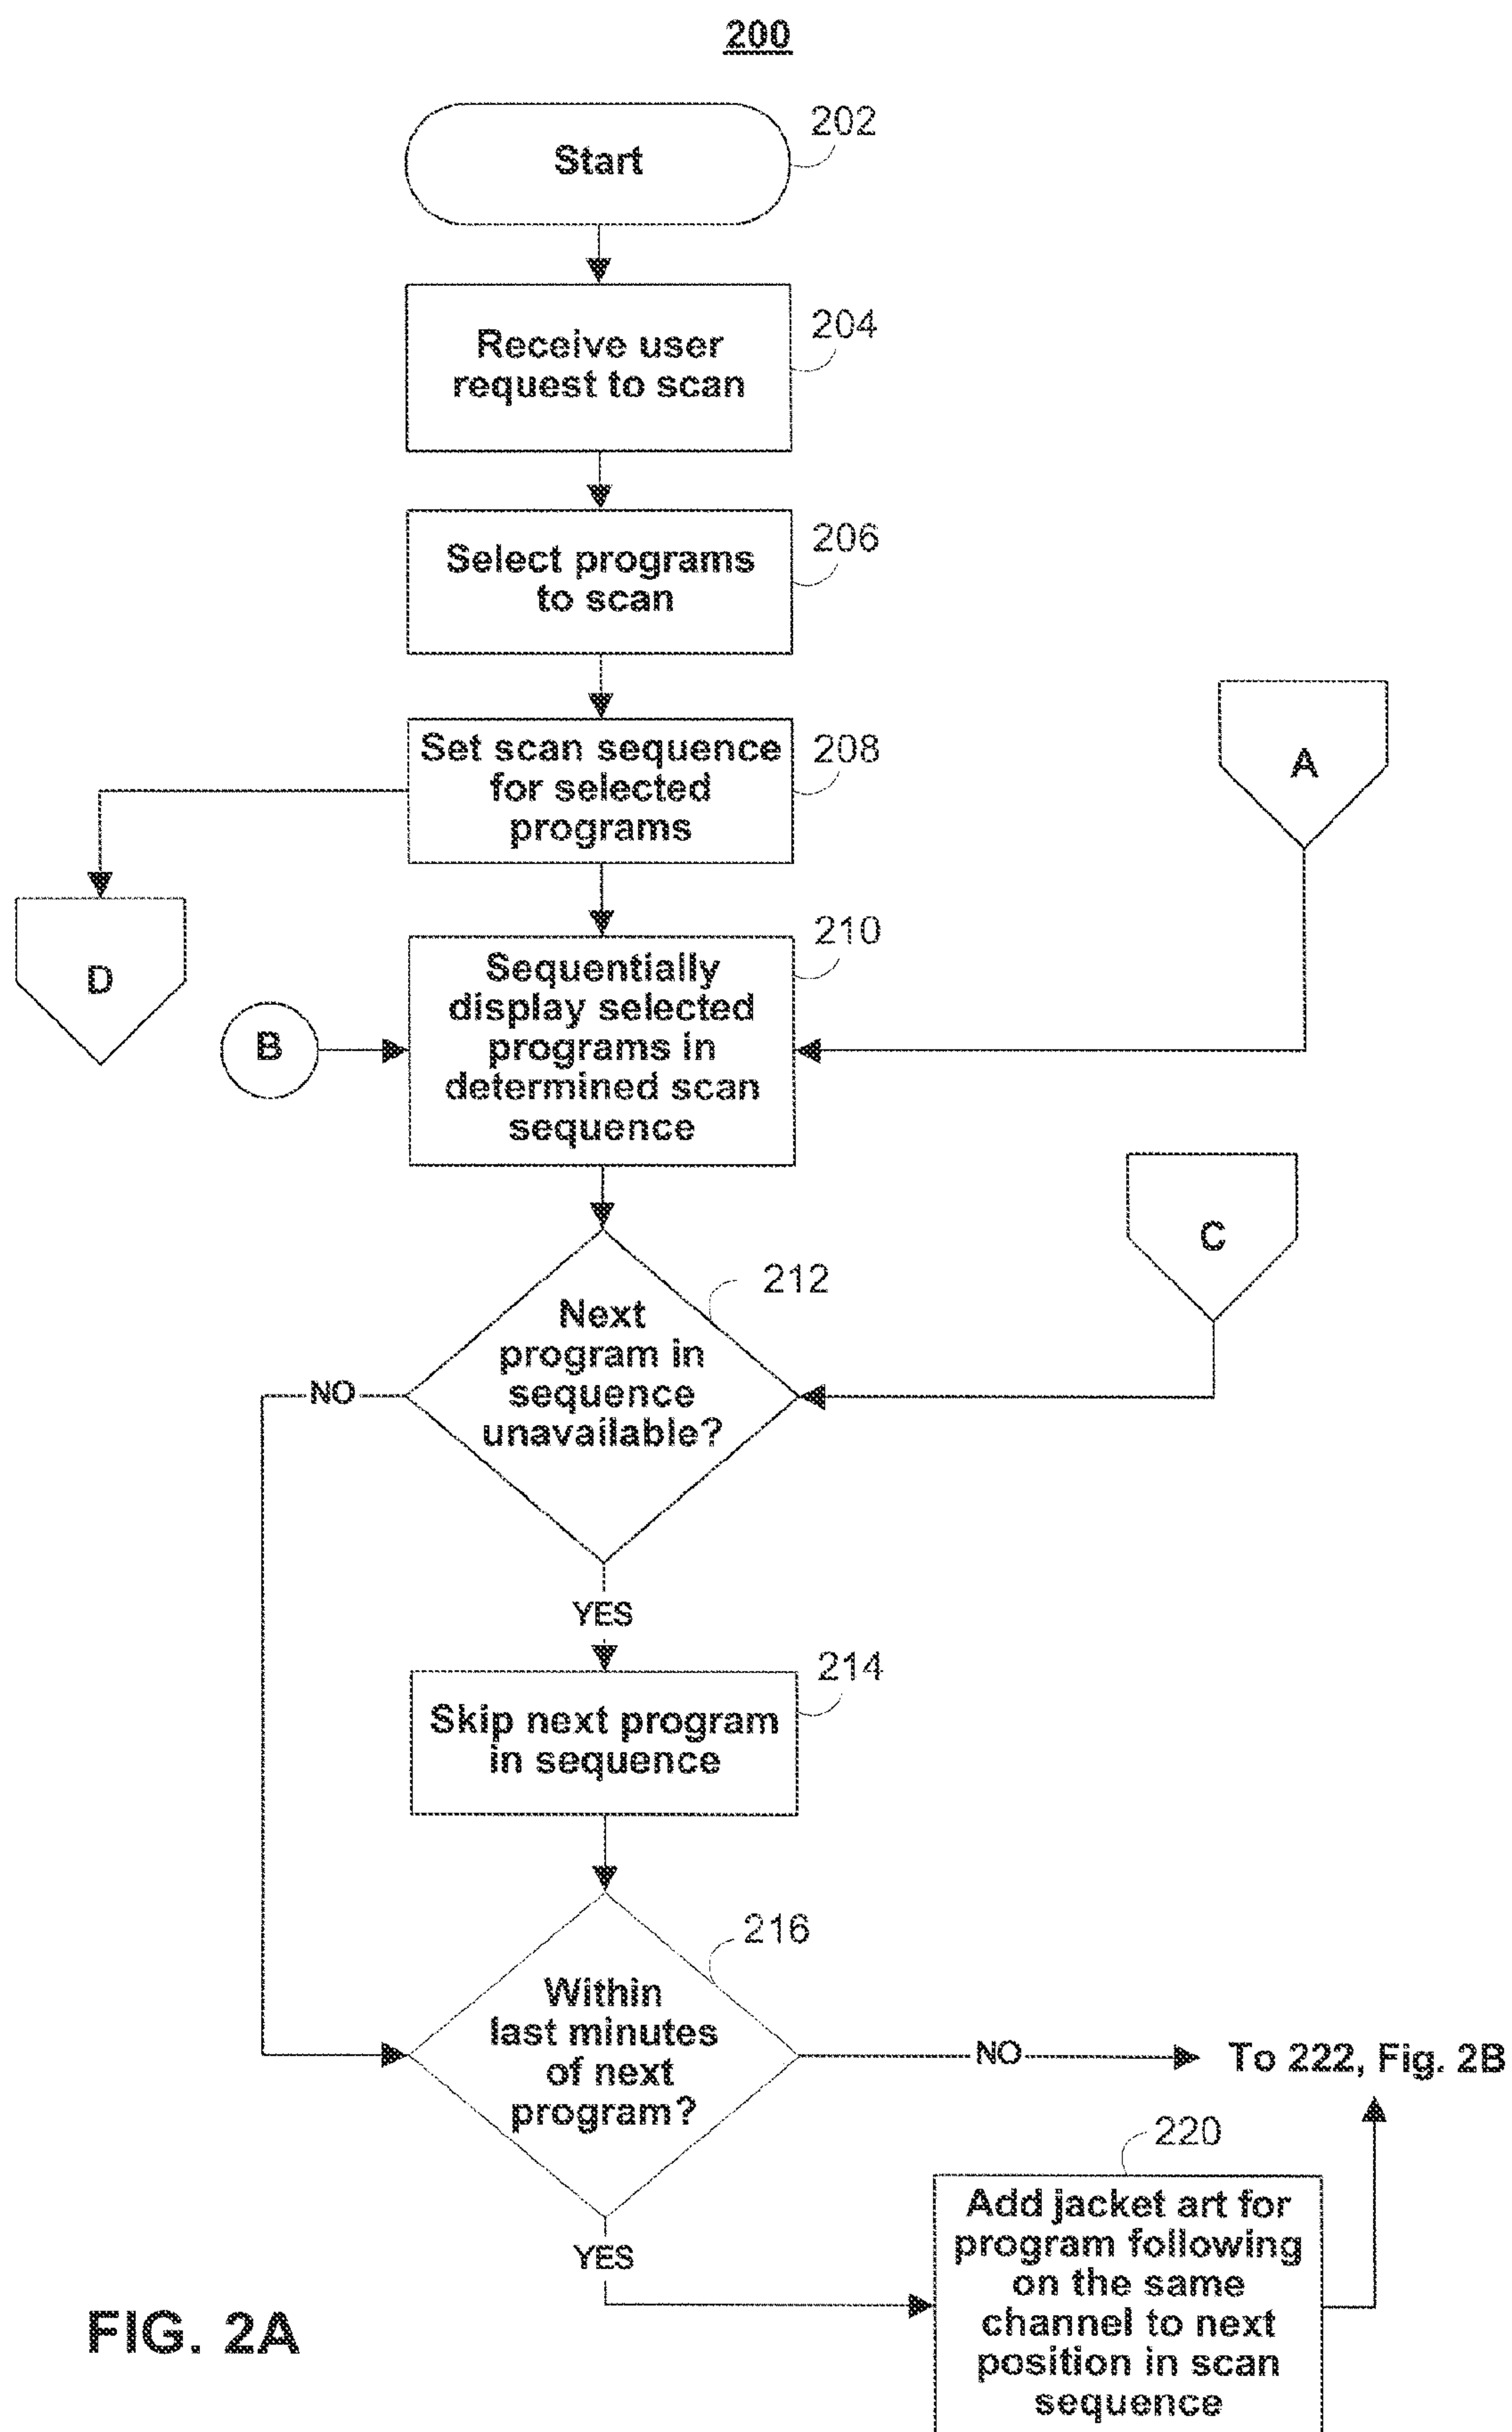 200
Start
202
Receive user
request to scan
204
Select programs
to scan
206
Set scan sequence
for selected
programs
208
A
D
B
Sequentially
display selected
programs in
determined scan
sequence
210
C
Next
program in
sequence
unavailable?
212
NO
YES
Skip next program
in sequence
214
Within
last minutes
of next
program?
216
NO
To 222, Fig. 2B
YES
220
Add jacket art for
program following
on the same
channel to next
position in scan
sequence
FIG. 2A